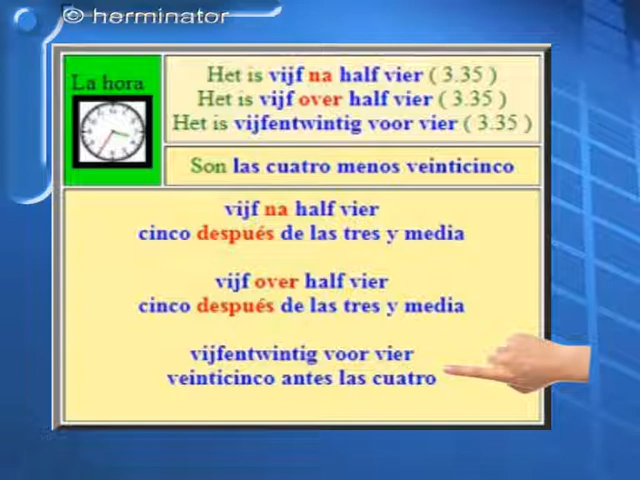 © herminator
La hora
Het is vijf na half vier ( 3.35 )
Het is vijf over half vier ( 3.35 )
Het is vijfentwintig voor vier ( 3.35 )
Son las cuatro menos veinticinco
vijf na half vier
cinco después de las tres y media
vijf over half vier
cinco después de las tres y media
vijfentwintig voor vier
veinticinco antes las cuatro